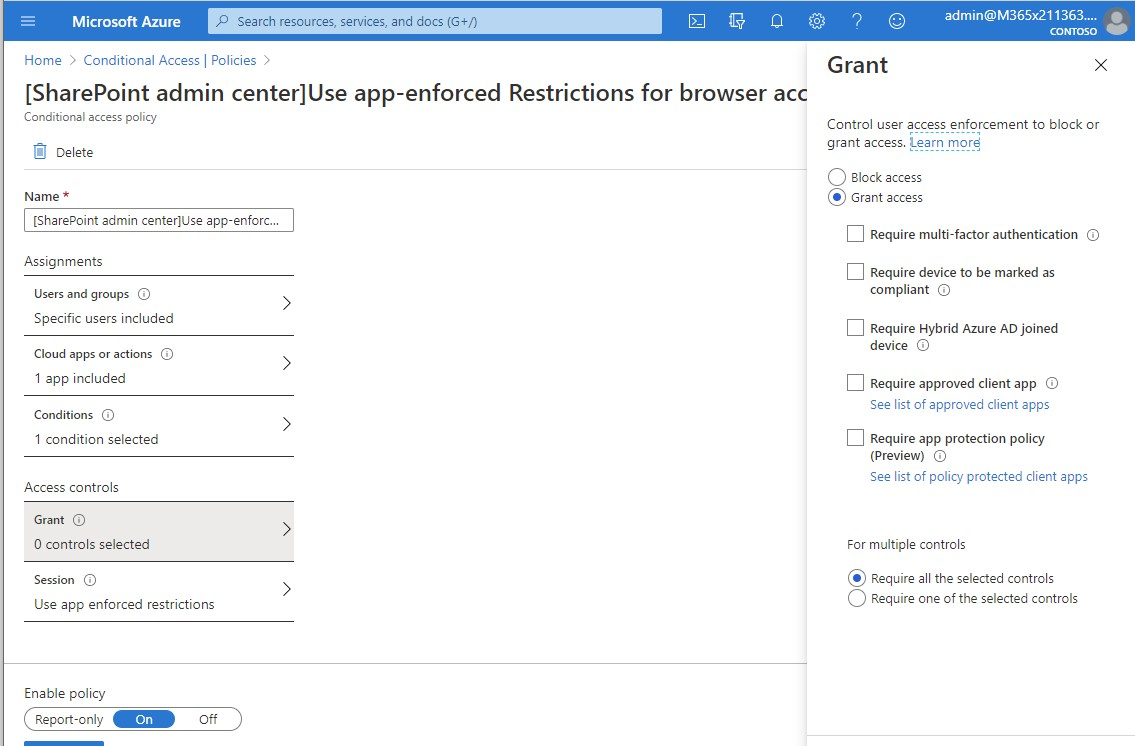 Microsoft Azure
Search resources, services, and docs (G+/)
admin@M365x211363....
CONTOSO
Home > Conditional Access | Policies >
[SharePoint admin center]Use app-enforced Restrictions for browser acc
Conditional access policy
Delete
Name *
[SharePoint admin center]Use app-enforc...
Assignments
Users and groups
Specific users included
Cloud apps or actions
1 app included
Conditions
1 condition selected
Access controls
Grant
0 controls selected
Session
Use app enforced restrictions
Enable policy
Report-only On Off
Grant
Control user access enforcement to block or
grant access. Learn more
Block access
Grant access
Require multi-factor authentication
Require device to be marked as
compliant
Require Hybrid Azure AD joined
device
Require approved client app
See list of approved client apps
Require app protection policy
(Preview)
See list of policy protected client apps
For multiple controls
Require all the selected controls
Require one of the selected controls